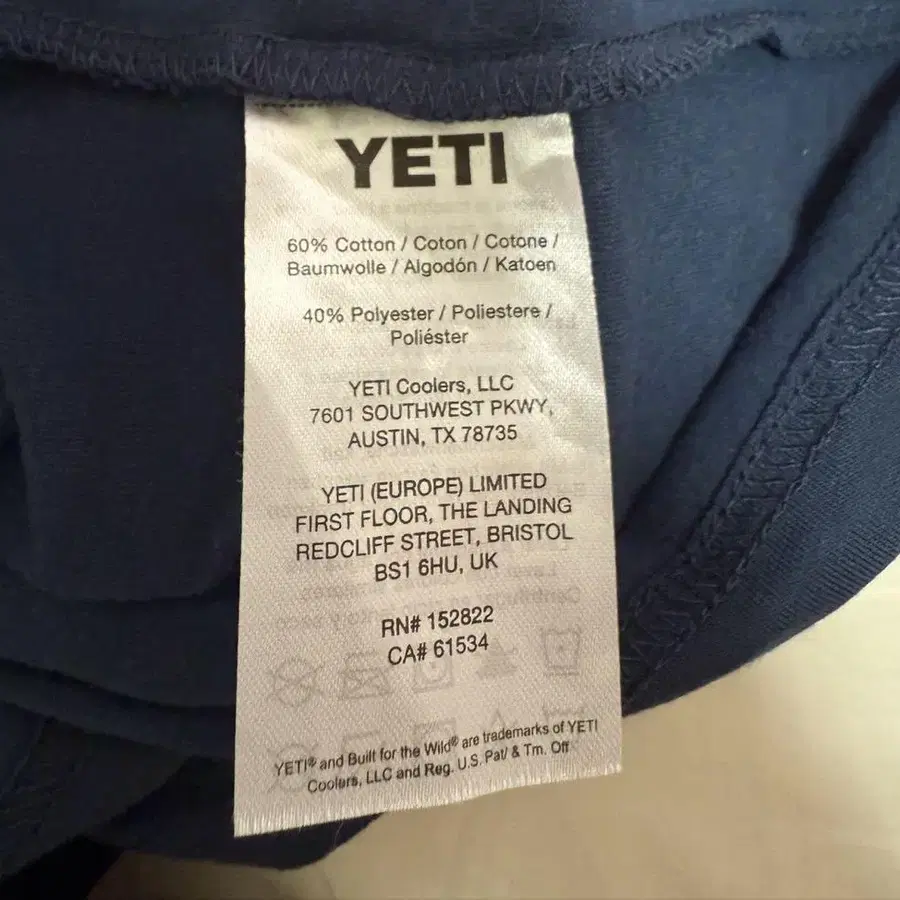 YETI
60% Cotton / Coton / Cotone /
Baumwolle / Algodón / Katoen
40% Polyester / Poliestere /
Poliéster
YETI Coolers, LLC
7601 SOUTHWEST PKWY,
AUSTIN, TX 78735
YETI (EUROPE) LIMITED
FIRST FLOOR, THE LANDING
REDCLIFF STREET, BRISTOL
BS1 6HU, UK
RN# 152822
CA# 61534
YETI® and Built for the Wild® are trademarks of YETI
Coolers, LLC and Reg. U.S. Pat/ & Tm. Off